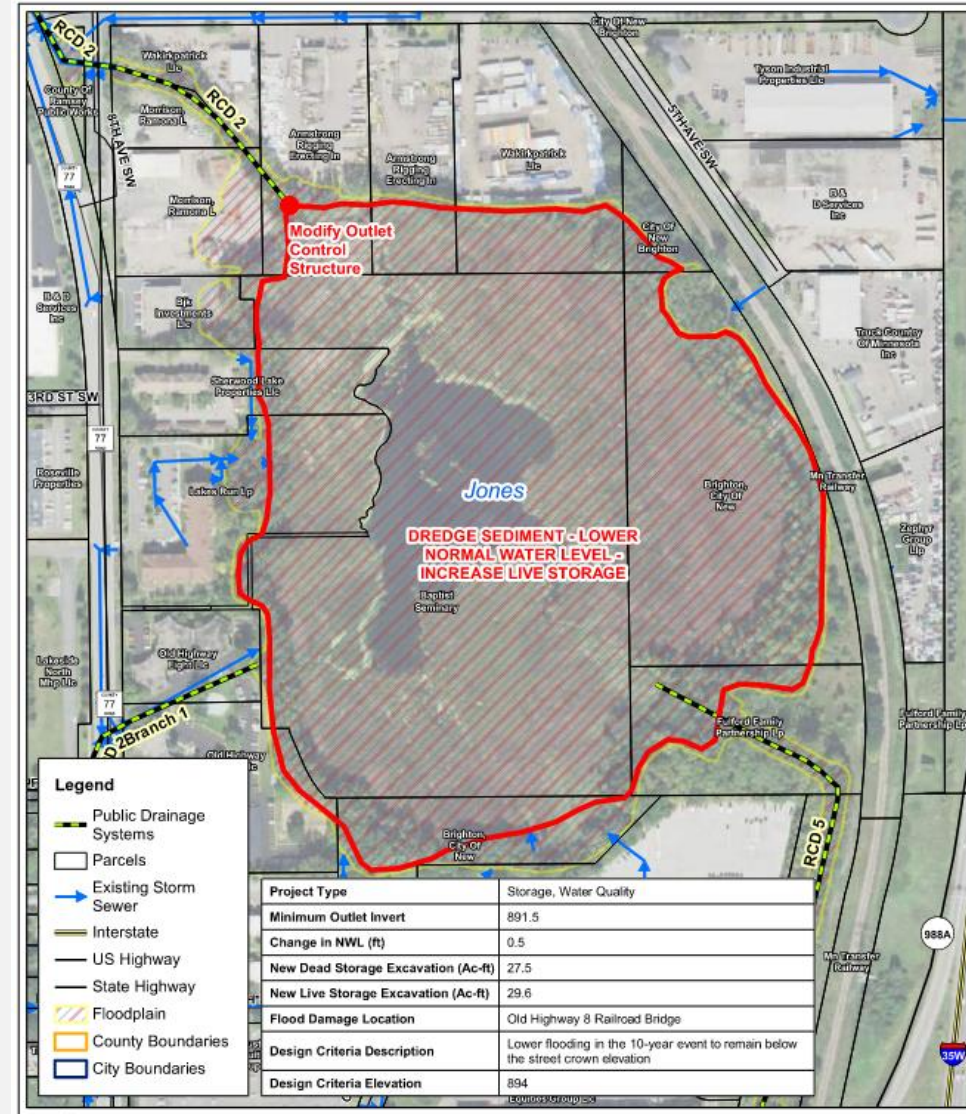 RCD 2
City Of New
Brighton
Wakirkpatrick
Llc
Tyson Industrial
Properties Llc
County Of
Ramsey
Public Works
8TH AVE SW
Morrison,
Ramona L
RCD 2
Armstrong
Rigging
Erecting In
Armstrong
Rigging
Erecting In
Wakirkpatrick
Llc
5TH AVE SW
COUNTY
77
Morrison,
Ramona L
B &
D Services
Inc
Modify Outlet
Control
Structure
City Of
New
Brighton
B & D
Services
Inc
Bjk
Investments
Llc
Truck Country
Of Minnesota
Inc
3RD ST SW
Sherwood Lake
Properties Llc
COUNTY
77
Roseville
Properties
Lakes Run Lp
Jones
Brighton,
City Of
New
Mn Transfer
Railway
DREDGE SEDIMENT - LOWER
NORMAL WATER LEVEL -
INCREASE LIVE STORAGE
Zephyr
Group
Llp
Baptist
Seminary
Lakeside
North
Mhp Llc
Old Highway
Eight Llc
COUNTY
77
D 2Branch 1
Fulford Family
Partnership Lp
Fulford Family
Partnership Lp
Old Highway
RCD 5
Brighton,
City Of
New
988A
Mn Transfer
Railway
35W
Legend
Public Drainage
Systems
Parcels
Existing Storm
Sewer
Interstate
US Highway
State Highway
Floodplain
County Boundaries
City Boundaries
Project Type Storage, Water Quality
Minimum Outlet Invert 891.5
Change in NWL (ft) 0.5
New Dead Storage Excavation (Ac-ft) 27.5
New Live Storage Excavation (Ac-ft) 29.6
Flood Damage Location Old Highway 8 Railroad Bridge
Design Criteria Description Lower flooding in the 10-year event to remain below
the street crown elevation
Design Criteria Elevation 894